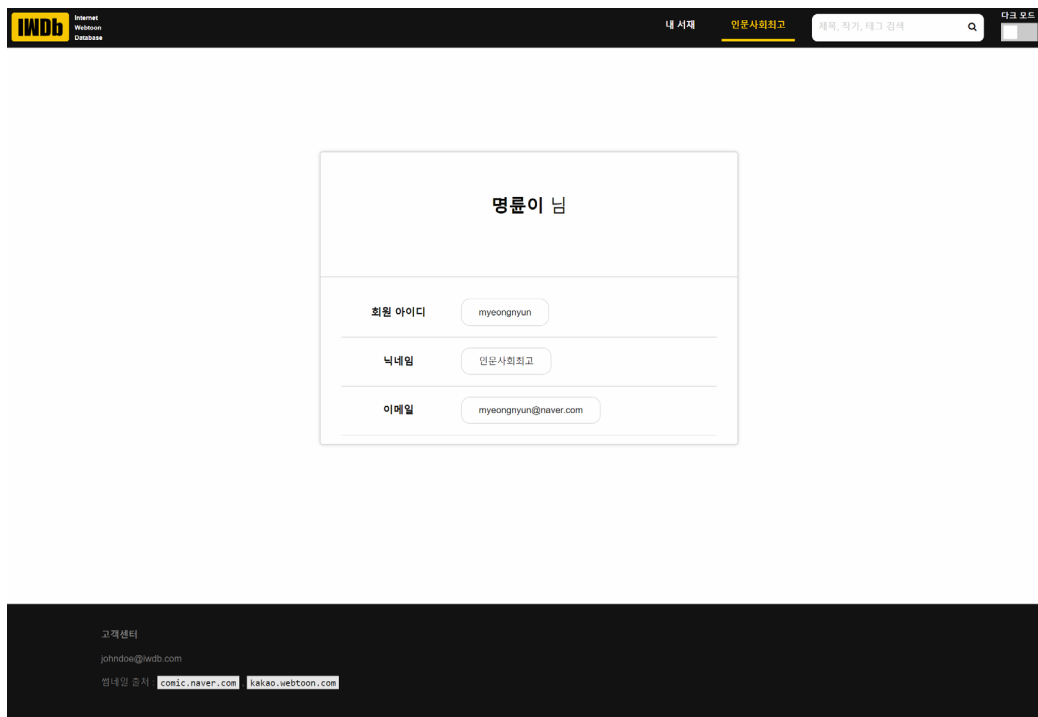 IWDb
Internet
Webtoon
Database
내 서재
인문사회최고
제목, 작가, 태그 검색
다크 모드
명륜이 님
회원 아이디
myeongnyun
닉네임
인문사회최고
이메일
myeongnyun@naver.com
고객센터
johndoe@iwdb.com
썸네일 출처 : comic.naver.com , kakao.webtoon.com